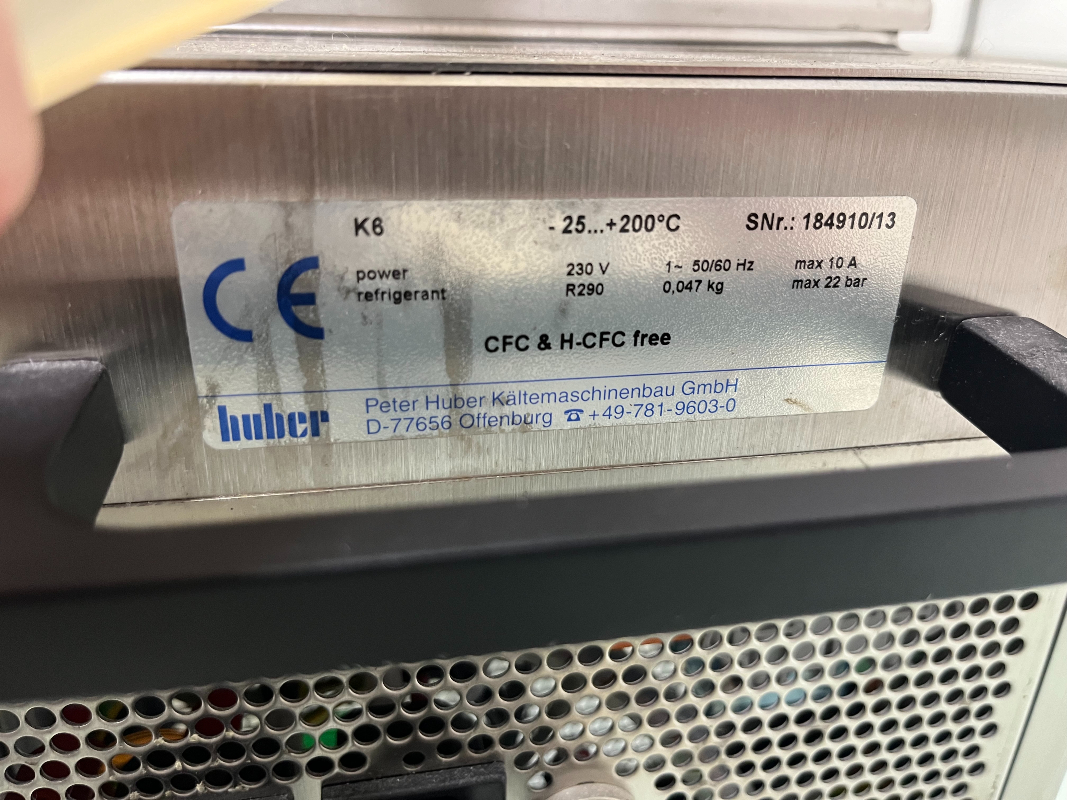 K6 - 25...+200°C SNr.: 184910/13
CE power 230 V 1~ 50/60 Hz max 10 A
refrigerant R290 0,047 kg max 22 bar
CFC & H-CFC free
huber Peter Huber Kältemaschinenbau GmbH
D-77656 Offenburg ☎ +49-781-9603-0